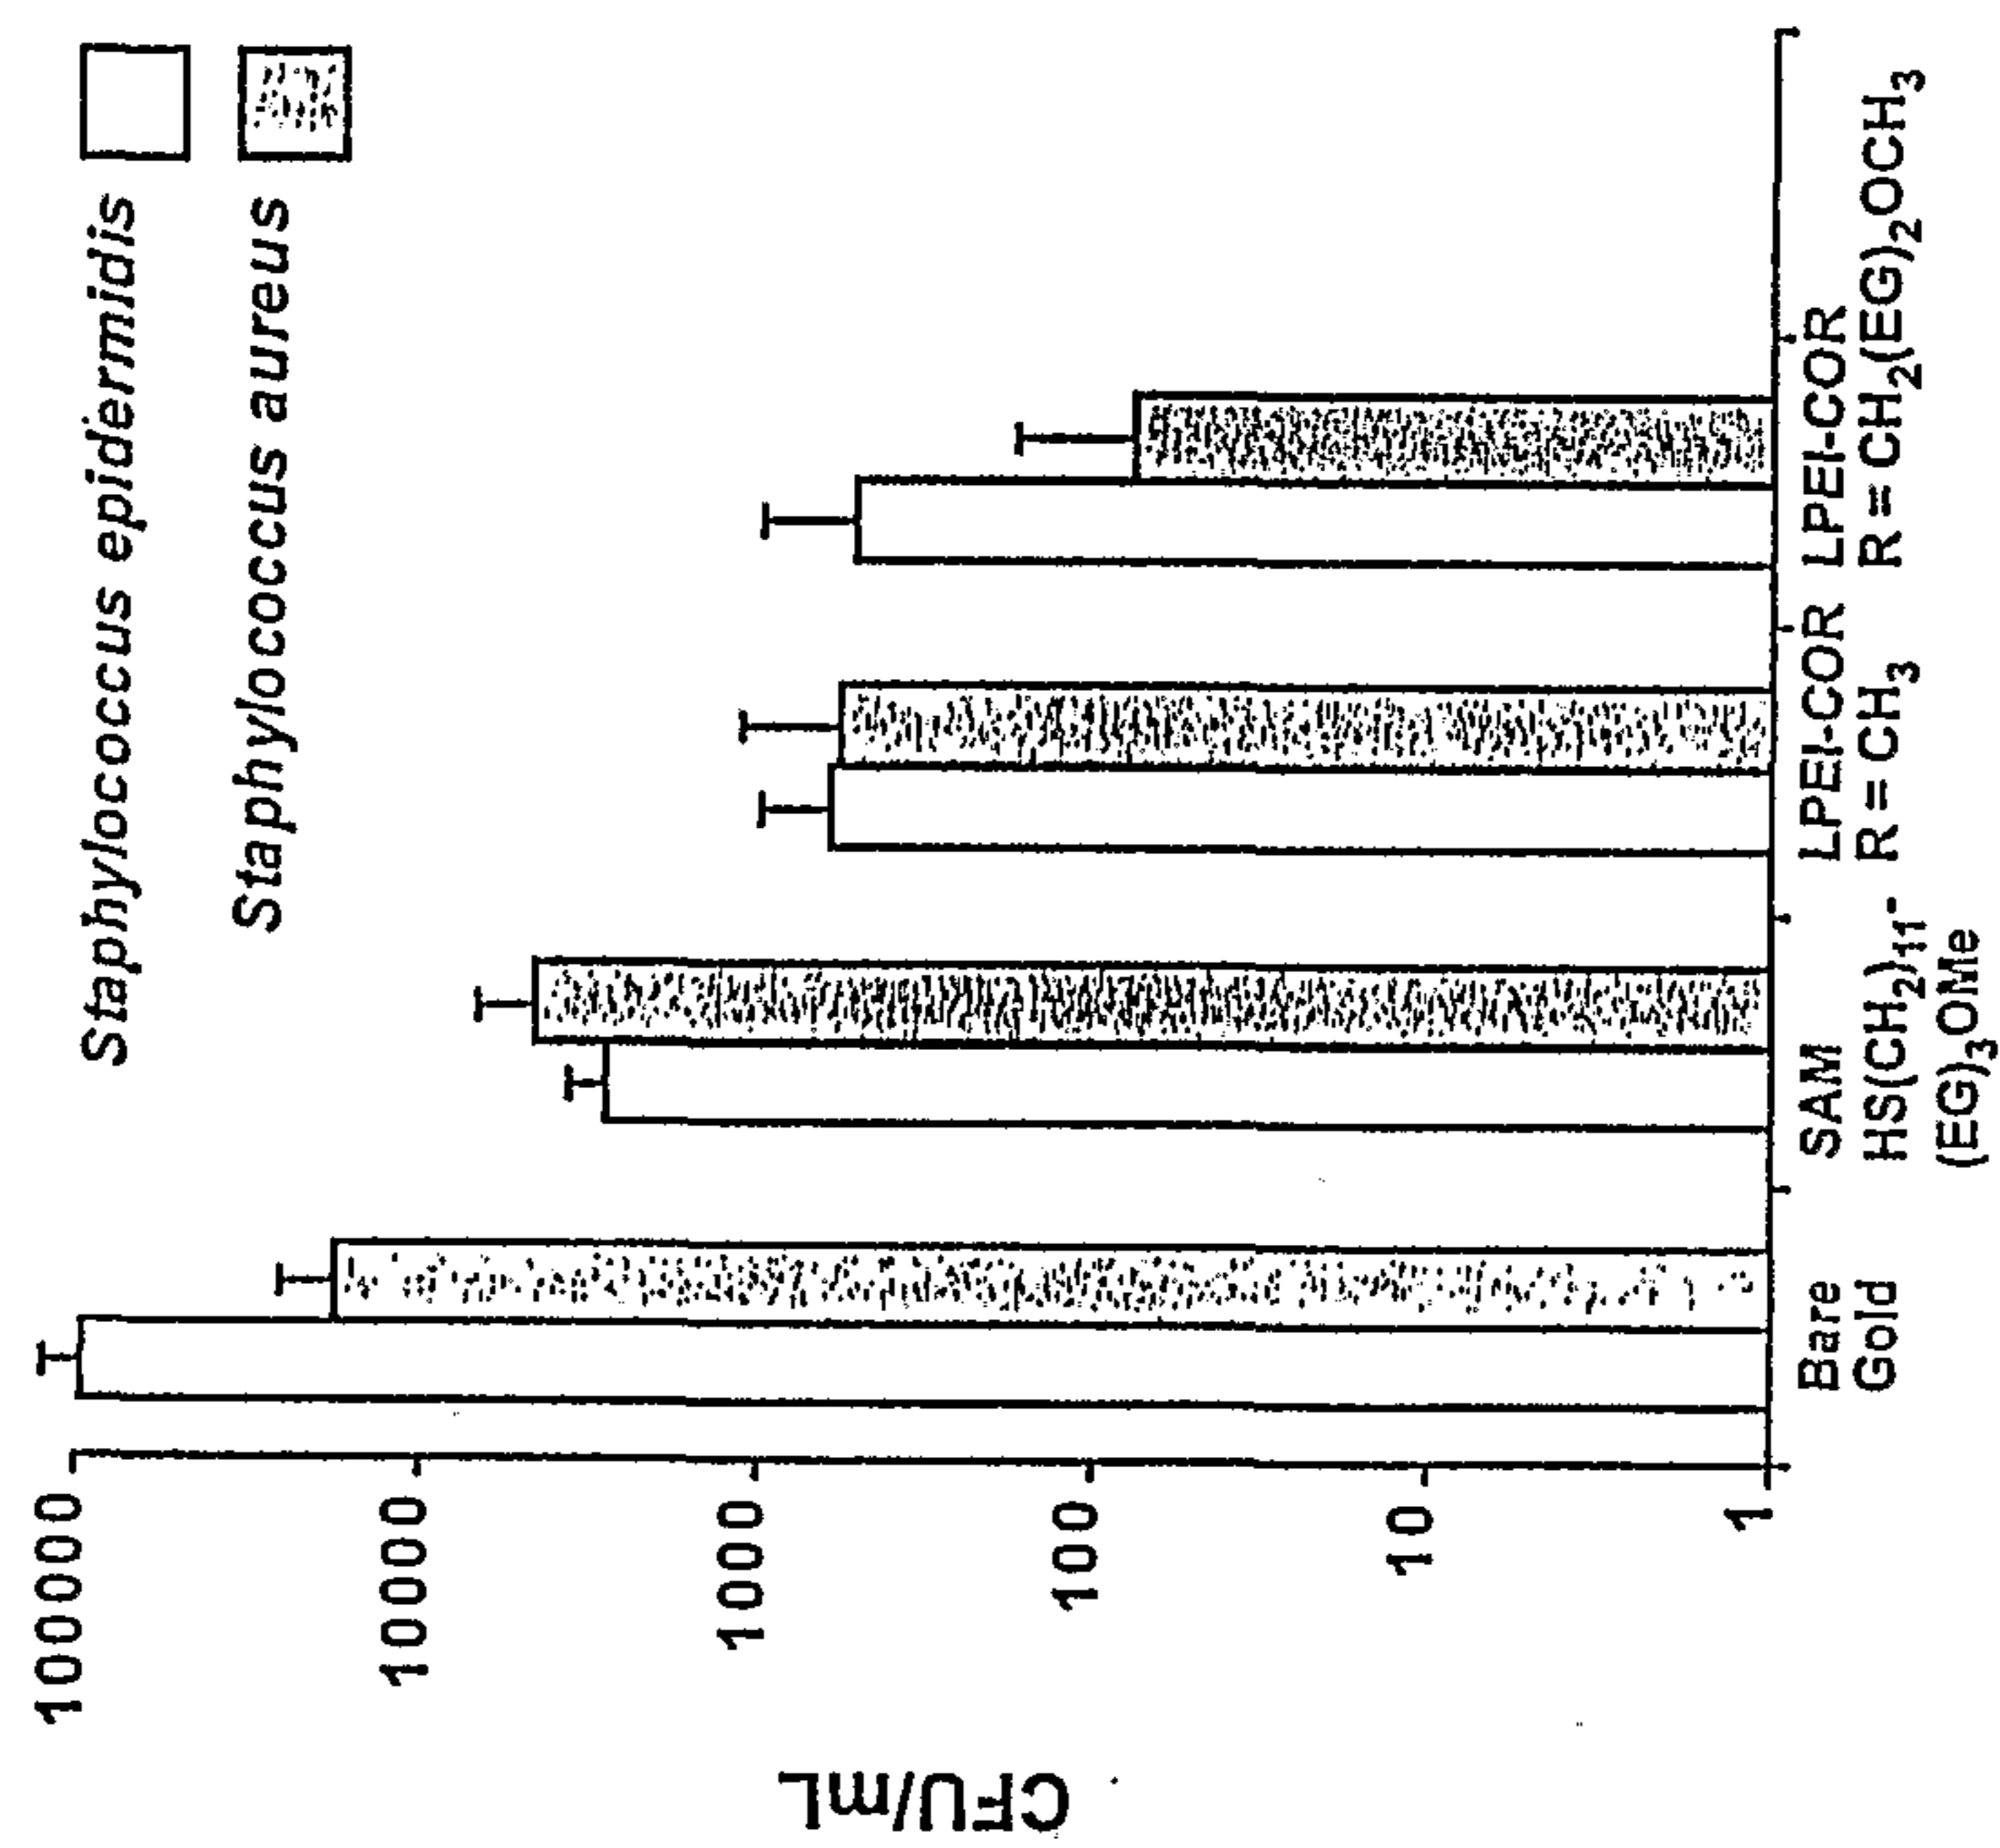 Staphylococcus epidermidis
Staphylococcus aureus
CFU/mL
100000
10000
1000
100
10
1
Bare
Gold
SAM
HS(CH₂)₁₁-
(EG)₃OMe
LPEI-COR
R = CH₃
LPEI-COR
R = CH₂(EG)₂OCH₃